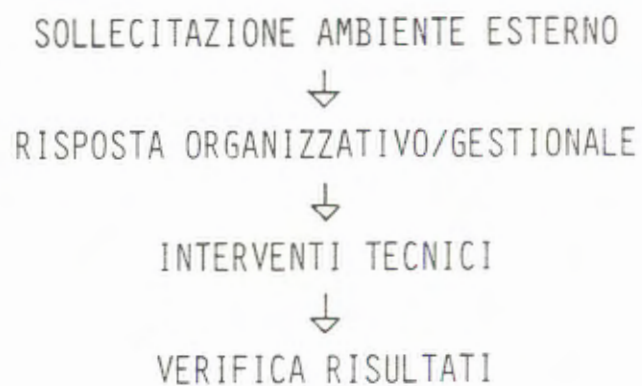 SOLLECITAZIONE AMBIENTE ESTERNO
RISPOSTA ORGANIZZATIVO/GESTIONALE
INTERVENTI TECNICI
VERIFICA RISULTATI